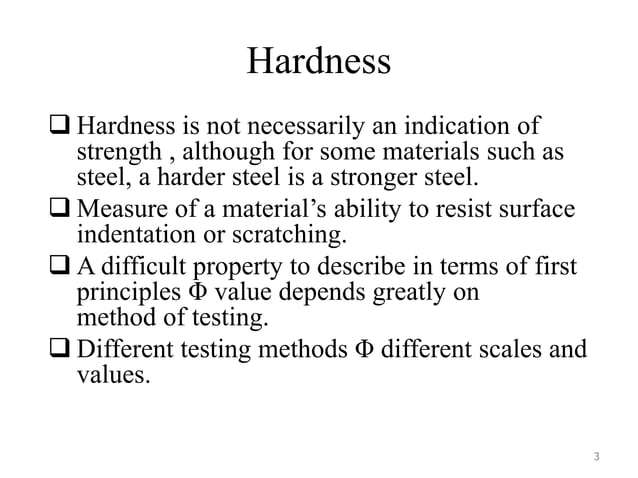 Hardness
❑ Hardness is not necessarily an indication of
strength , although for some materials such as
steel, a harder steel is a stronger steel.
❑ Measure of a material’s ability to resist surface
indentation or scratching.
❑ A difficult property to describe in terms of first
principles Φ value depends greatly on
method of testing.
❑ Different testing methods Φ different scales and
values.
3